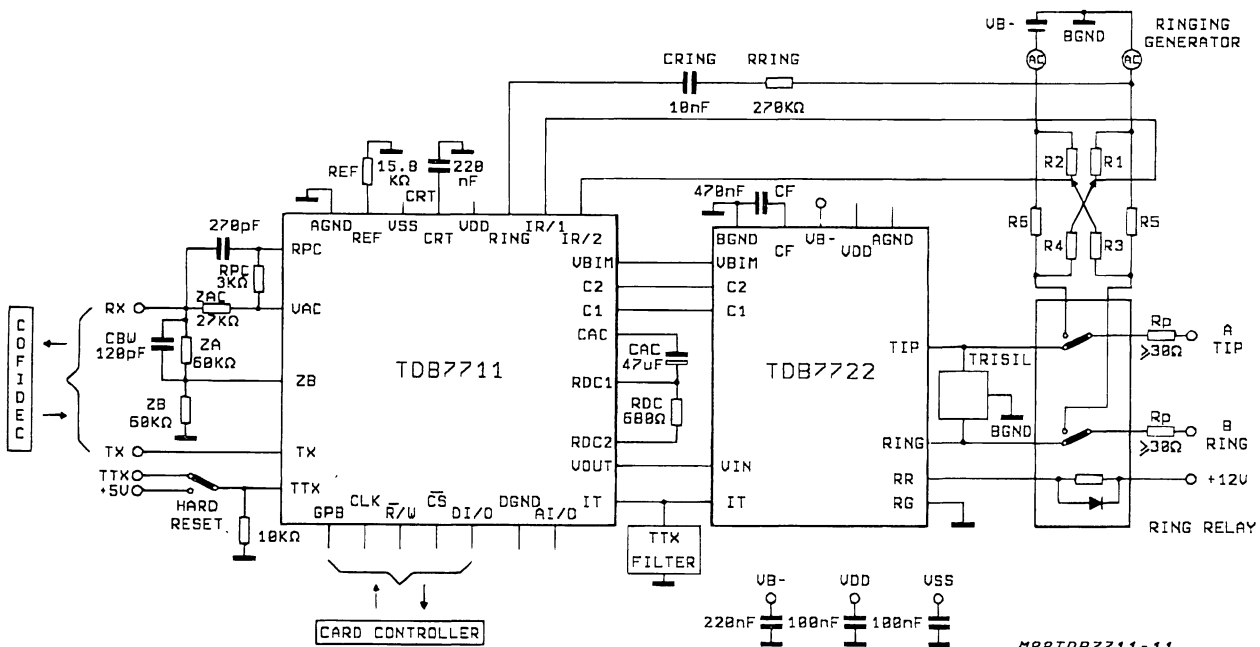 VB-
BGND
RINGING
GENERATOR
AC
AC
CRING
RRING
10nF
270KΩ
REF
15.8
KΩ
CRT
220
nF
R2
R1
R6
R5
R4
R3
470nF
CF
270pF
AGND
REF
VSS
CRT
VDD
RING
IR/1
IR/2
BGND
CF
VB-
VDD
AGND
RPC
RPC
3KΩ
VBIM
VBIM
C2
C2
C1
C1
RX
ZAC
27KΩ
VAC
CAC
CAC
47uF
CBW
120pF
ZA
60KΩ
COFIDEC
TDB7711
TDB7722
TIP
TRISIL
Rp
≥30Ω
A
TIP
RDC1
ZB
ZB
60KΩ
RDC
680Ω
RDC2
RING
BGND
Rp
≥30Ω
B
RING
TX
TX
VOUT
VIN
TTX
+5V
TTX
HARD
RESET
10KΩ
RR
+12V
GPB
CLK
R̅/W
C̅S̅
DI/O
DGND
AI/O
IT
IT
RG
TTX
FILTER
RING RELAY
CARD CONTROLLER
VB-
VDD
VSS
220nF
100nF
100nF
M88TDB7711-11